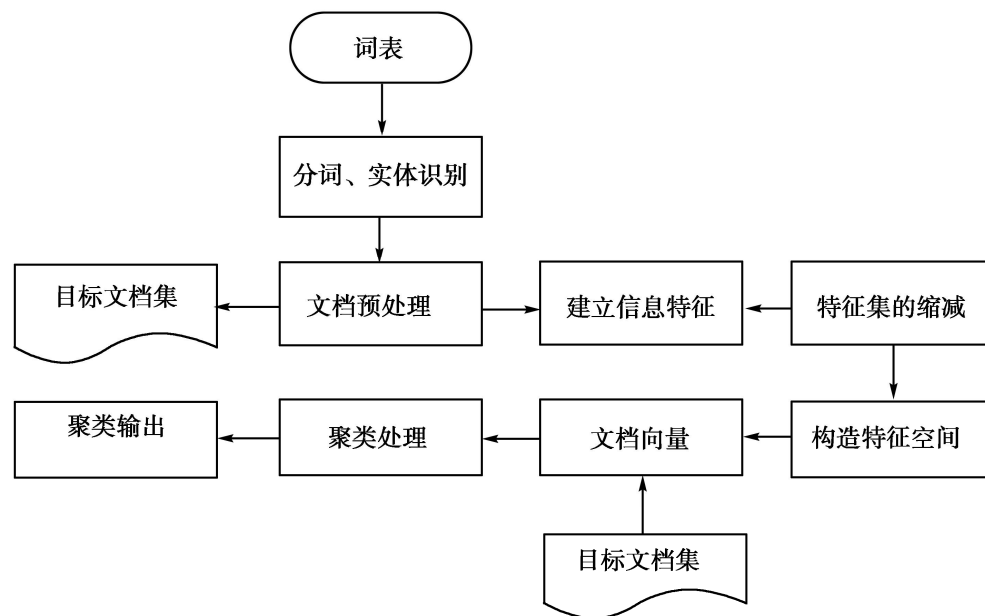 词表
分词、实体识别
目标文档集
文档预处理
建立信息特征
特征集的缩减
聚类输出
聚类处理
文档向量
构造特征空间
目标文档集